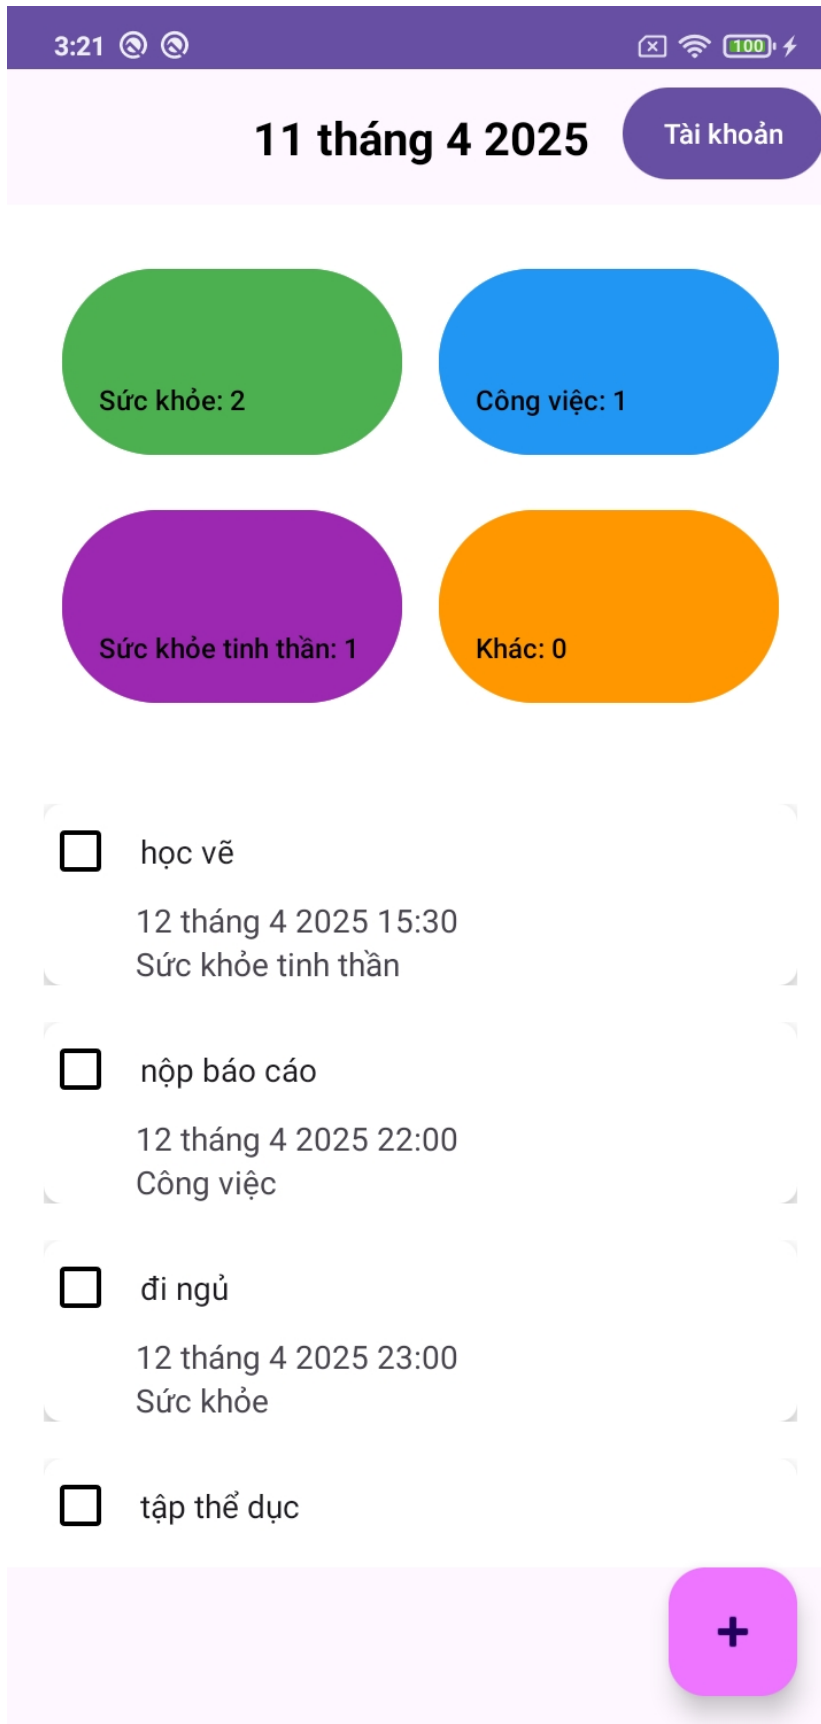 3:21
100
11 tháng 4 2025
Tài khoản
Sức khỏe: 2
Công việc: 1
Sức khỏe tinh thần: 1
Khác: 0
học vẽ
12 tháng 4 2025 15:30
Sức khỏe tinh thần
nộp báo cáo
12 tháng 4 2025 22:00
Công việc
đi ngủ
12 tháng 4 2025 23:00
Sức khỏe
tập thể dục
+